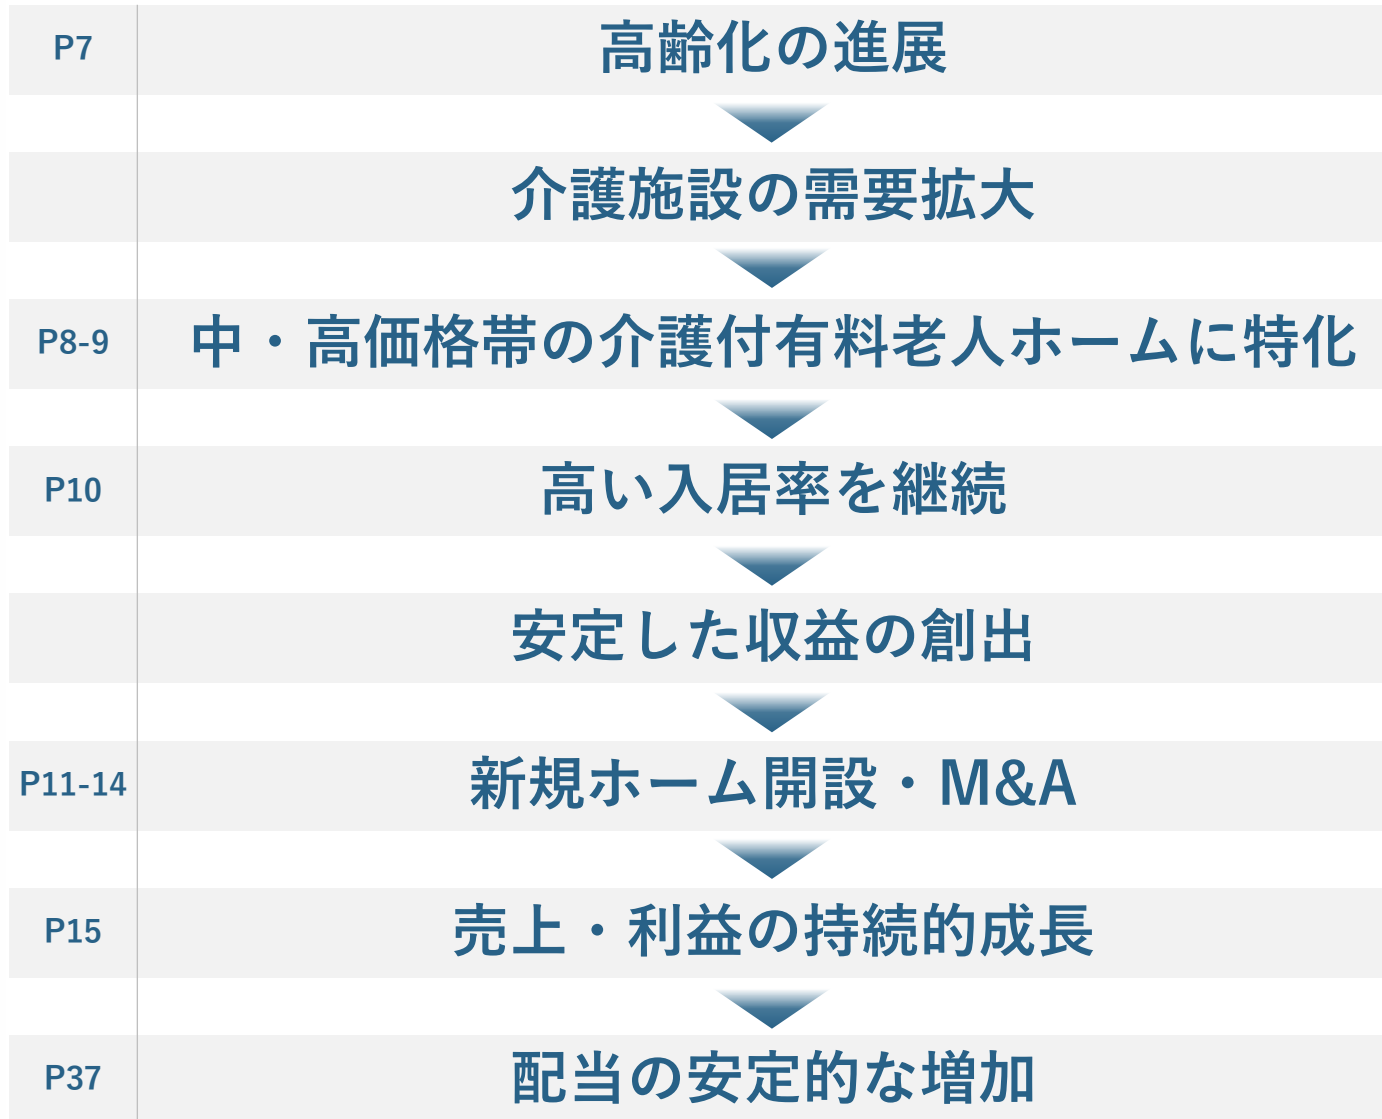 P7 高齢化の進展
介護施設の需要拡大
P8-9 中・高価格帯の介護付有料老人ホームに特化
P10 高い入居率を継続
安定した収益の創出
P11-14 新規ホーム開設・M&A
P15 売上・利益の持続的成長
P37 配当の安定的な増加